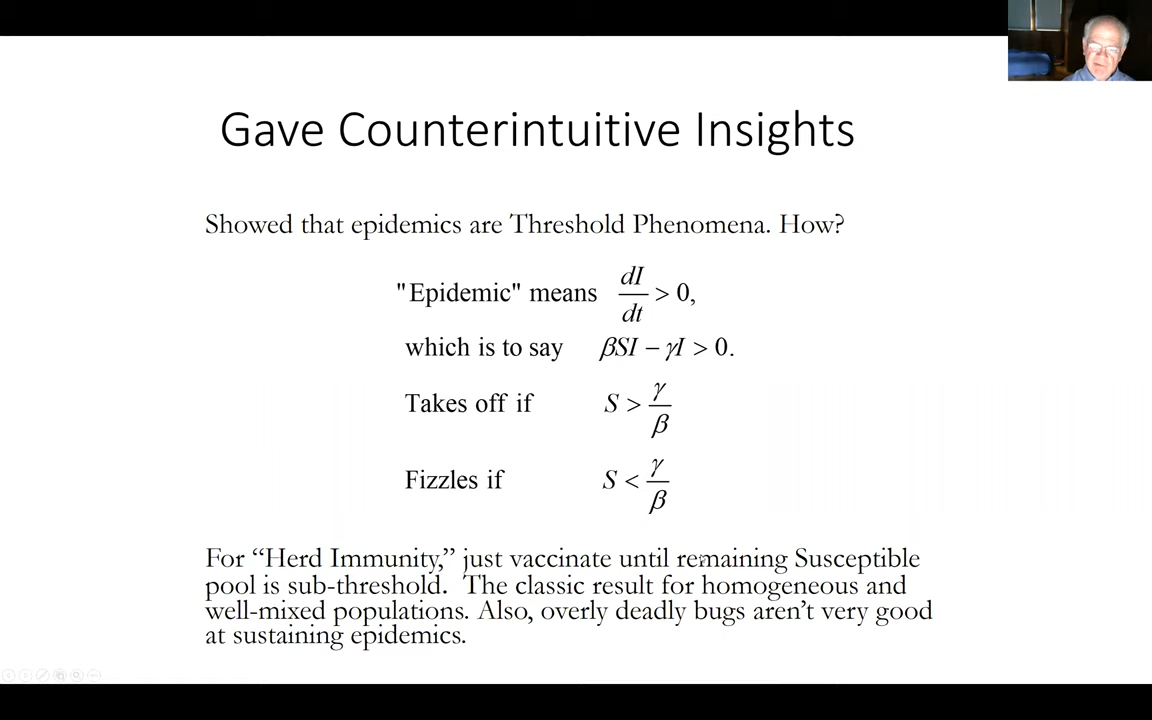 Gave Counterintuitive Insights
Showed that epidemics are Threshold Phenomena. How?
"Epidemic" means dI/dt > 0,
which is to say βSI − γI > 0.
Takes off if S > γ/β
Fizzles if S < γ/β
For “Herd Immunity,” just vaccinate until remaining Susceptible
pool is sub-threshold. The classic result for homogeneous and
well-mixed populations. Also, overly deadly bugs aren’t very good
at sustaining epidemics.